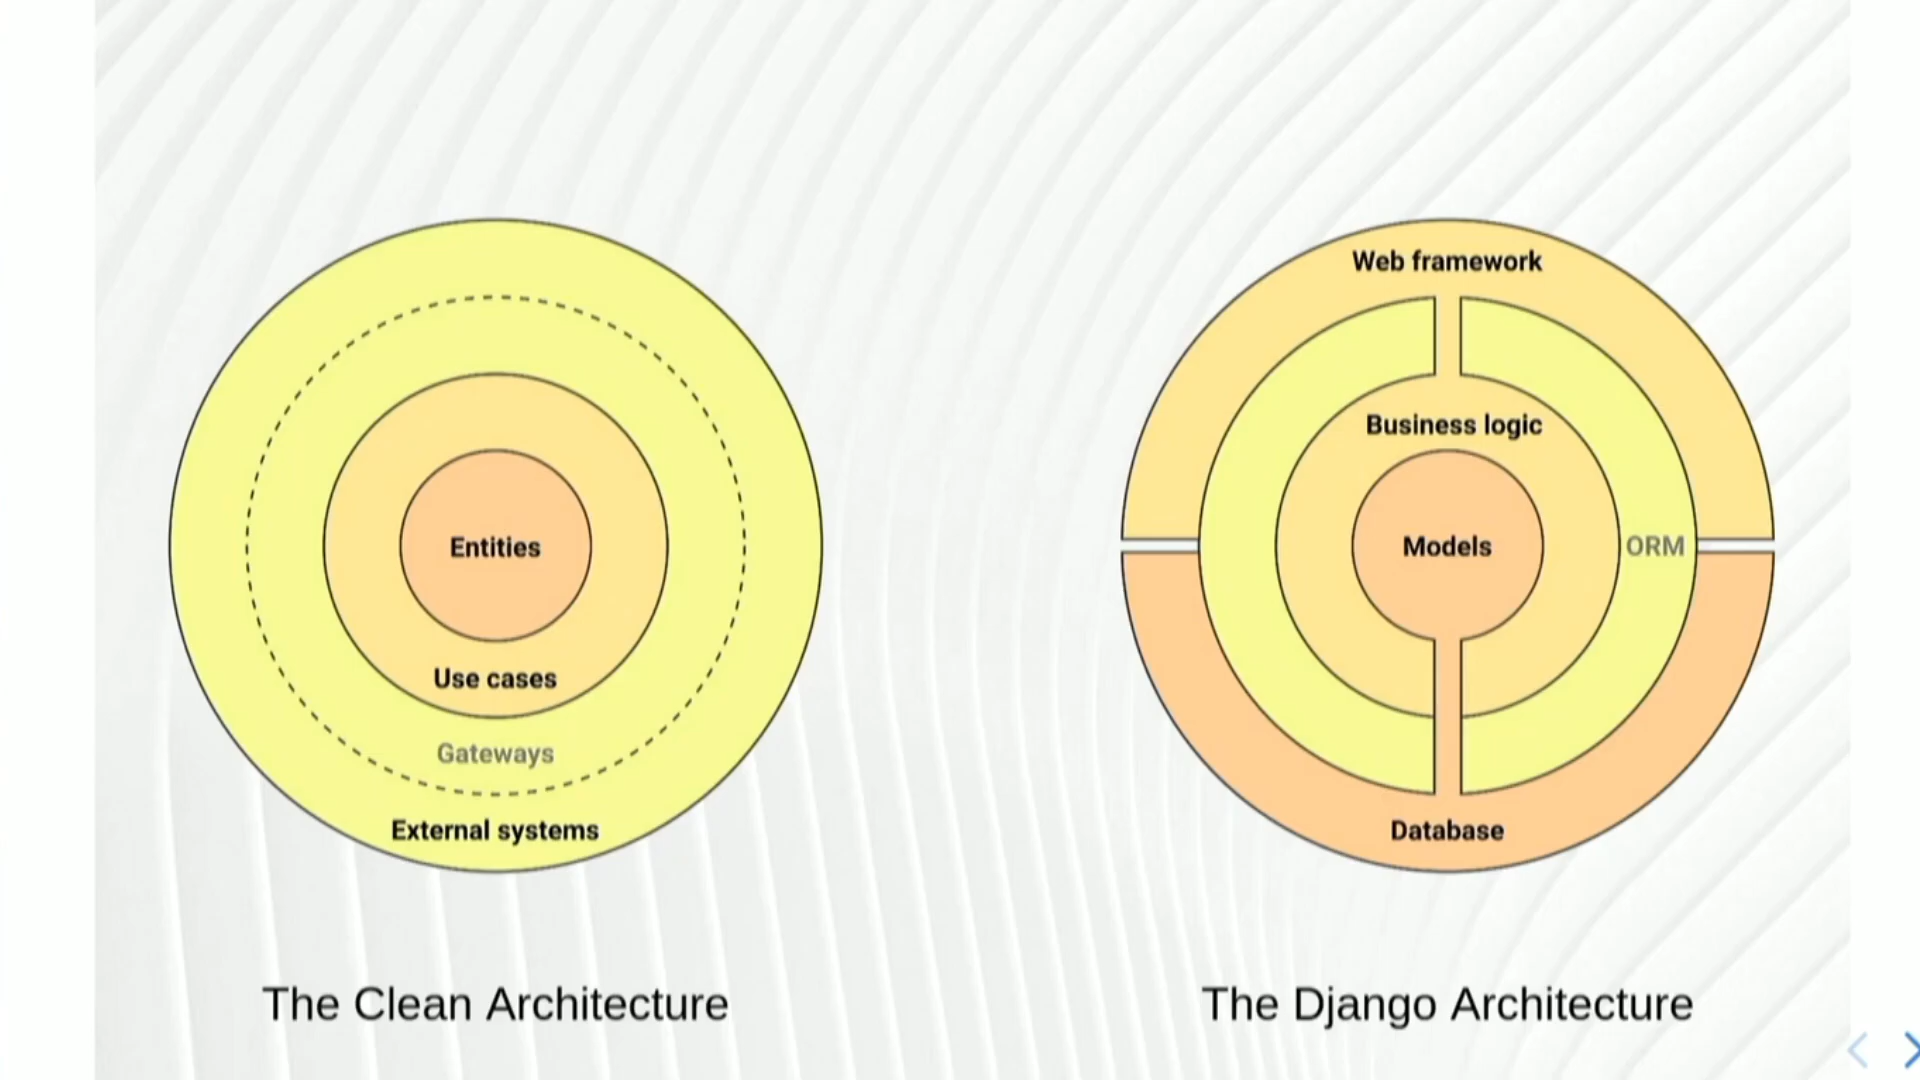 Entities
Use cases
Gateways
External systems
The Clean Architecture
Web framework
Business logic
Models
ORM
Database
The Django Architecture